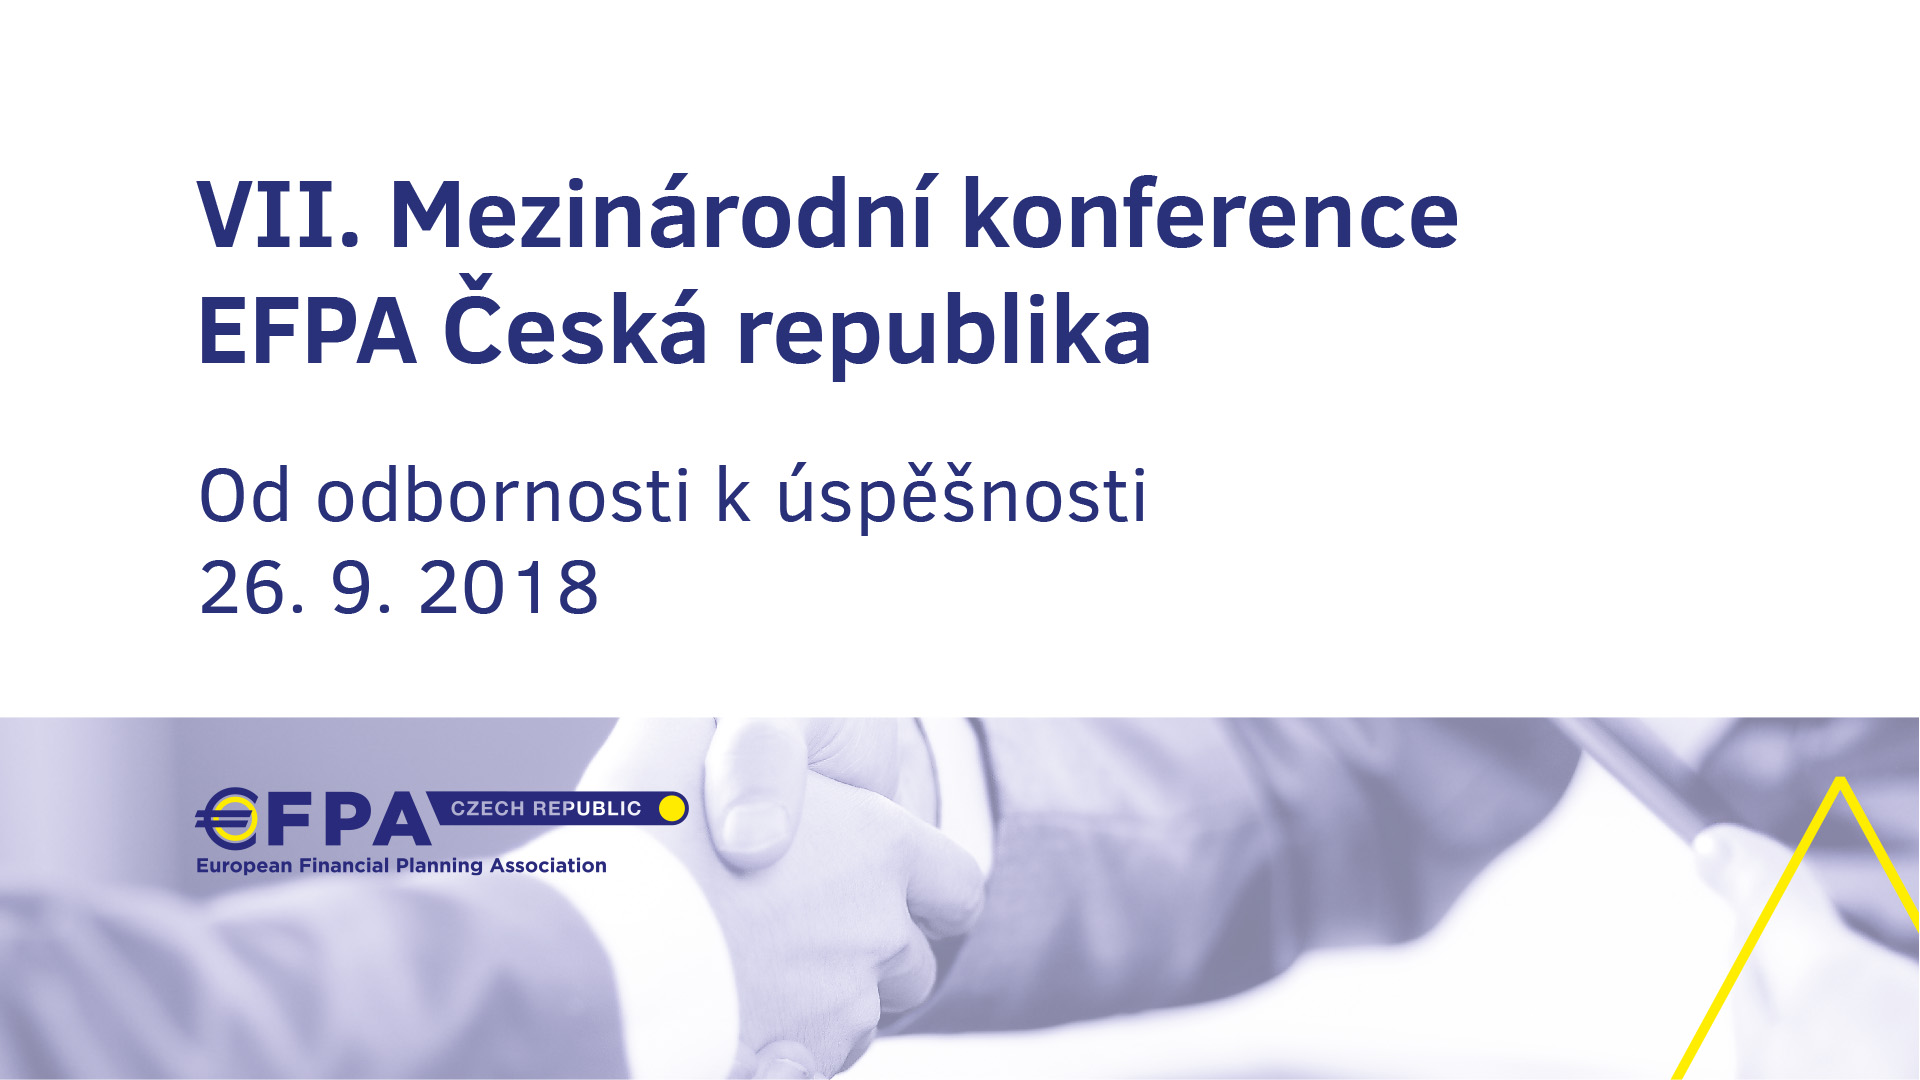 VII. Mezinárodní konference
EFPA Česká republika
Od odbornosti k úspěšnosti
26. 9. 2018
EFPA CZECH REPUBLIC
European Financial Planning Association